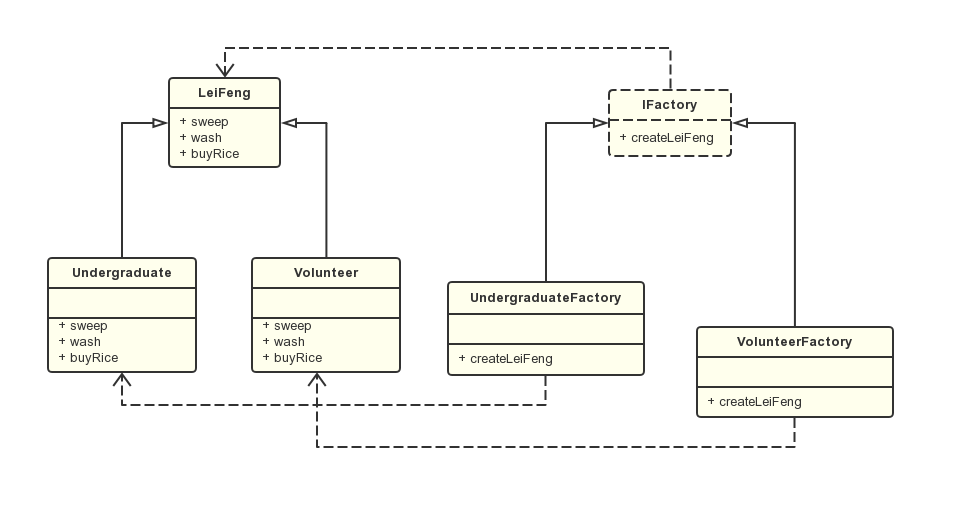 LeiFeng
+ sweep
+ wash
+ buyRice
IFactory
+ createLeiFeng
Undergraduate
+ sweep
+ wash
+ buyRice
Volunteer
+ sweep
+ wash
+ buyRice
UndergraduateFactory
+ createLeiFeng
VolunteerFactory
+ createLeiFeng